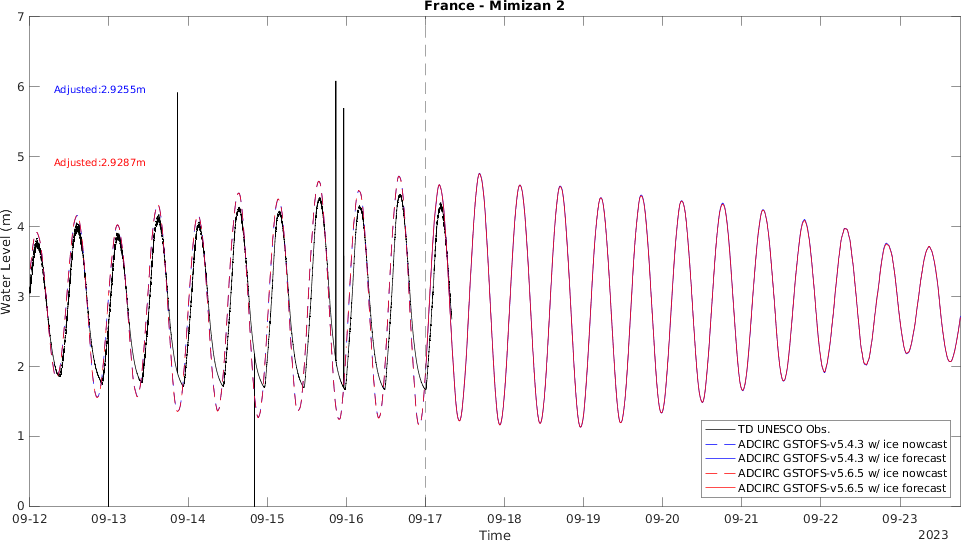 France - Mimizan 2
7
6
5
4
3
2
1
0
Water Level (m)
Adjusted:2.9255m
Adjusted:2.9287m
TD UNESCO Obs.
ADCIRC GSTOFS-v5.4.3 w/ ice nowcast
ADCIRC GSTOFS-v5.4.3 w/ ice forecast
ADCIRC GSTOFS-v5.6.5 w/ ice nowcast
ADCIRC GSTOFS-v5.6.5 w/ ice forecast
09-12 09-13 09-14 09-15 09-16 09-17 09-18 09-19 09-20 09-21 09-22 09-23
2023
Time